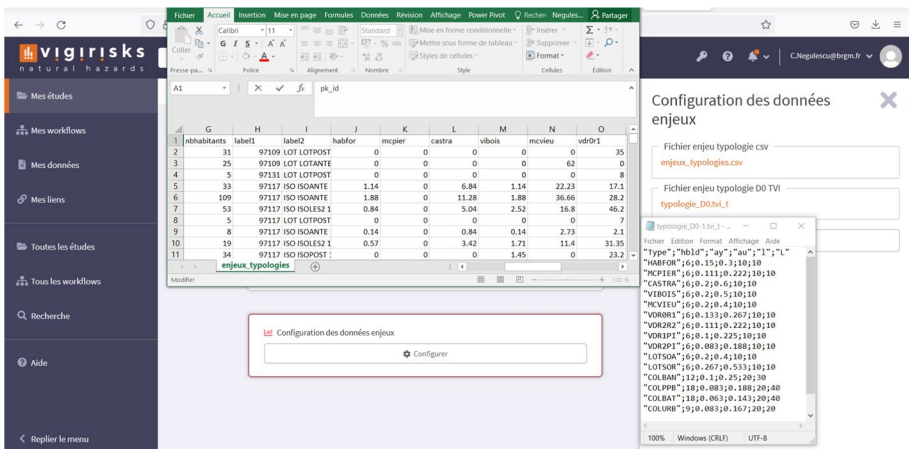 Fichier Accueil Insertion Mise en page Formules Données Révision Affichage Power Pivot Recher Negules... Partager
Calibri 11 Standard Mise en forme conditionnelle Insérer
Coller G I S A A % 000 Mettre sous forme de tableau Supprimer
A Styles de cellules Format
Presse-pa... Police Alignement Nombre Style Cellules Édition
A1 fx pk_id
G H I J K L M N O
1 nbhabitants label1 label2 habfor mcpier castra vibois mcvieu vdr0r1
2 31 97109 LOT LOTPOST 0 0 0 0 0 35
3 25 97109 LOT LOTANTE 0 0 0 0 62 0
4 5 97131 LOT LOTPOST 0 0 0 0 0 8
5 33 97117 ISO ISOANTE 1.14 0 6.84 1.14 22.23 17.1
6 109 97117 ISO ISOANTE 1.88 0 11.28 1.88 36.66 28.2
7 53 97117 ISO ISOLES2 1 0.84 0 5.04 2.52 16.8 46.2
8 5 97117 LOT LOTPOST 0 0 0 0 0 7
9 8 97117 ISO ISOANTE 0.14 0 0.84 0.14 2.73 2.1
10 19 97117 ISO ISOLES2 1 0.57 0 3.42 1.71 11.4 31.35
11 34 97117 ISO ISOPOST 0 0 0 1.45 0 23.2
enjeux_typologies
Modifier 100 %
vigirisks
natural hazards
Mes études
Mes workflows
Mes données
Mes liens
Toutes les études
Tous les workflows
Recherche
Aide
Replier le menu
Configuration des données enjeux
Configurer
C.Negulescu@brgm.fr
Configuration des données
enjeux
Fichier enjeu typologie csv
enjeux_typologies.csv
Fichier enjeu typologie D0 TVI
typologie_D0.tvi_t
typologie_D0-1.tvi_t - ...
Fichier Edition Format Affichage Aide
"Type";"hbld";"ay";"au";"l";"L"
"HABFOR";6;0.15;0.3;10;10
"MCPIER";6;0.111;0.222;10;10
"CASTRA";6;0.2;0.6;10;10
"VIBOIS";6;0.2;0.5;10;10
"MCVIEU";6;0.2;0.4;10;10
"VDR0R1";6;0.133;0.267;10;10
"VDR2R2";6;0.111;0.222;10;10
"VDR1PI";6;0.1;0.225;10;10
"VDR2PI";6;0.083;0.188;10;10
"LOTSOA";6;0.2;0.4;10;10
"LOTSOR";6;0.267;0.533;10;10
"COLBAN";12;0.1;0.25;20;30
"COLPPB";18;0.083;0.188;20;40
"COLBAT";18;0.063;0.143;20;40
"COLURB";9;0.083;0.167;20;20
100% Windows (CRLF) UTF-8